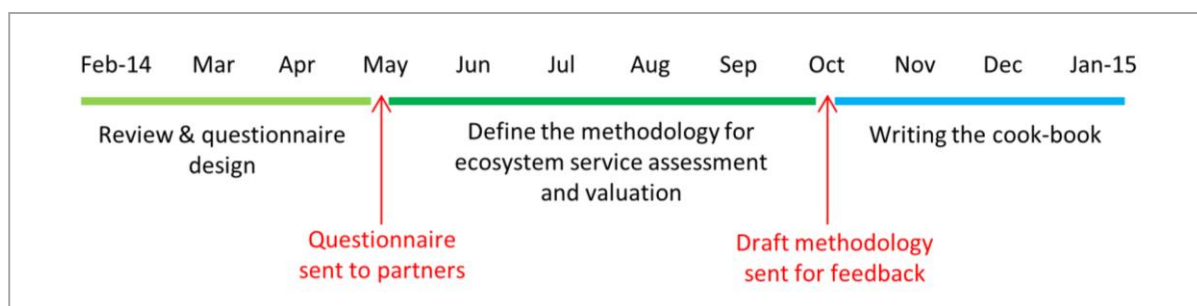 Feb-14 Mar Apr May Jun Jul Aug Sep Oct Nov Dec Jan-15
Review & questionnaire
design
Define the methodology for
ecosystem service assessment
and valuation
Writing the cook-book
Questionnaire
sent to partners
Draft methodology
sent for feedback